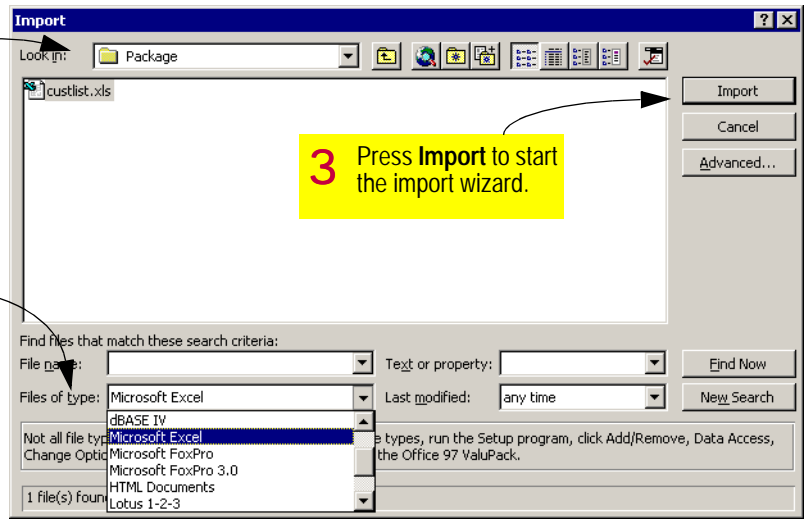 Import
Look in: Package
custlist.xls
Import
Cancel
Advanced...
3 Press Import to start
the import wizard.
Find files that match these search criteria:
File name: Text or property: Find Now
Files of type: Microsoft Excel Last modified: any time New Search
dBASE IV
Microsoft Excel
Microsoft FoxPro
Microsoft FoxPro 3.0
HTML Documents
Lotus 1-2-3
Not all file typ e types, run the Setup program, click Add/Remove, Data Access,
Change Optio the Office 97 ValuPack.
1 file(s) foun